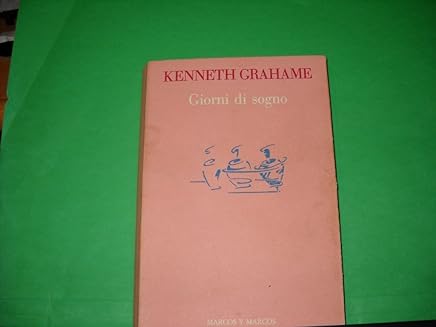 KENNETH GRAHAME
Giorni di sogno
MARCOS Y MARCOS